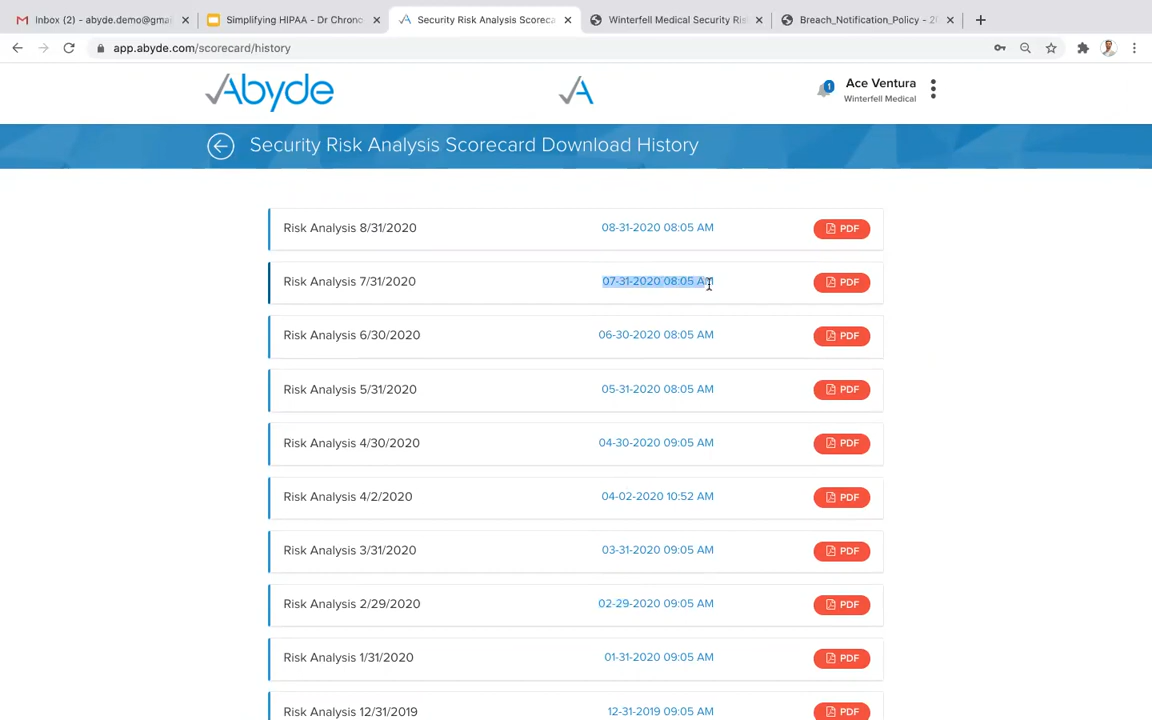 Inbox (2) - abyde.demo@gmai
Simplifying HIPAA - Dr Chrono
Security Risk Analysis Scoreca
Winterfell Medical Security Ris
Breach_Notification_Policy - 20
app.abyde.com/scorecard/history
Abyde
A
1
Ace Ventura
Winterfell Medical
Security Risk Analysis Scorecard Download History
Risk Analysis 8/31/2020 08-31-2020 08:05 AM PDF
Risk Analysis 7/31/2020 07-31-2020 08:05 AM PDF
Risk Analysis 6/30/2020 06-30-2020 08:05 AM PDF
Risk Analysis 5/31/2020 05-31-2020 08:05 AM PDF
Risk Analysis 4/30/2020 04-30-2020 09:05 AM PDF
Risk Analysis 4/2/2020 04-02-2020 10:52 AM PDF
Risk Analysis 3/31/2020 03-31-2020 09:05 AM PDF
Risk Analysis 2/29/2020 02-29-2020 09:05 AM PDF
Risk Analysis 1/31/2020 01-31-2020 09:05 AM PDF
Risk Analysis 12/31/2019 12-31-2019 09:05 AM PDF